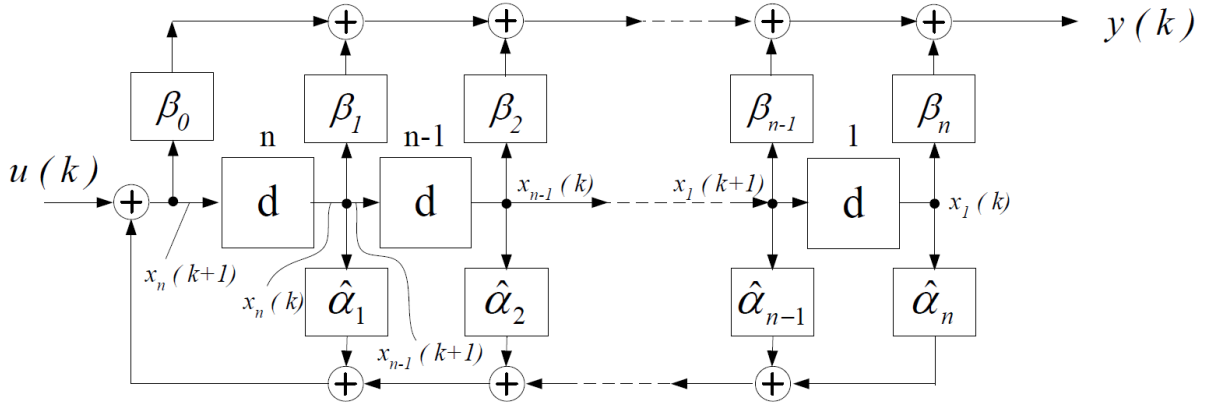 y(k)
β₀ β₁ β₂ βₙ₋₁ βₙ
n n-1 1
u(k) d d d
xₙ₋₁(k) x₁(k+1) x₁(k)
xₙ(k+1) xₙ(k) xₙ₋₁(k+1)
α̂₁ α̂₂ α̂ₙ₋₁ α̂ₙ